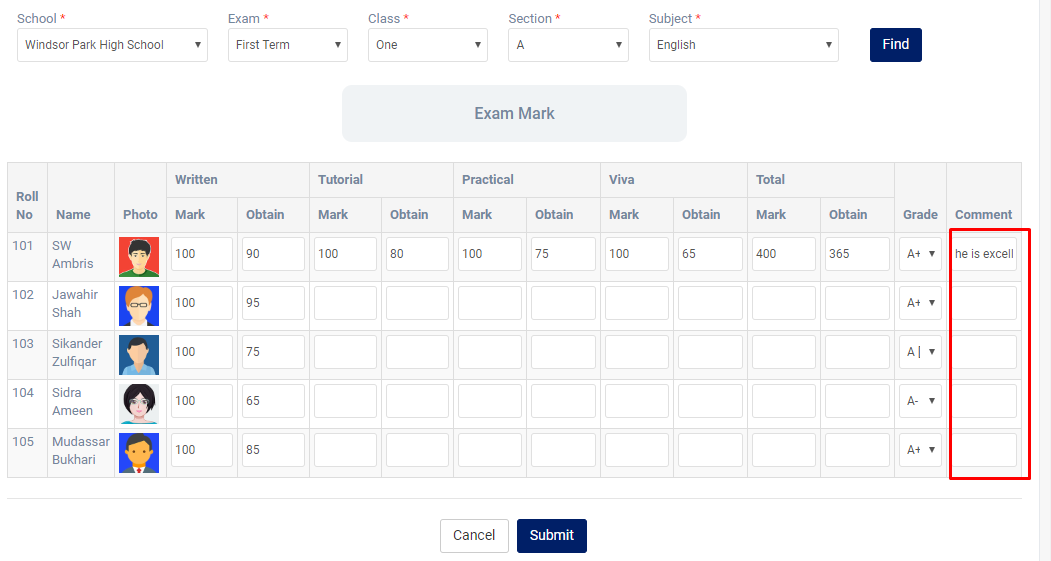 School * Exam * Class * Section * Subject *
Windsor Park High School First Term One A English Find
Exam Mark
Written Tutorial Practical Viva Total
Roll No Name Photo Mark Obtain Mark Obtain Mark Obtain Mark Obtain Mark Obtain Grade Comment
101 SW Ambris 100 90 100 80 100 75 100 65 400 365 A+ he is excell
102 Jawahir Shah 100 95 A+
103 Sikander Zulfiqar 100 75 A |
104 Sidra Ameen 100 65 A-
105 Mudassar Bukhari 100 85 A+
Cancel Submit